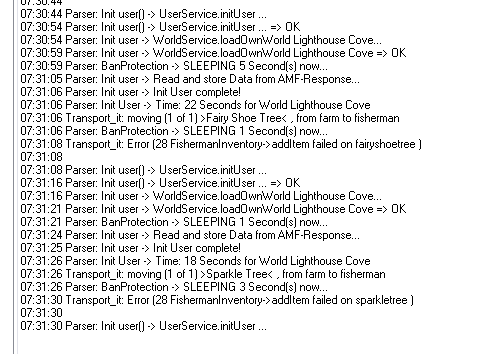 07:30:44
07:30:44 Parser: Init user() -> UserService.initUser ...
07:30:54 Parser: Init user() -> UserService.initUser ... => OK
07:30:54 Parser: Init user -> WorldService.loadOwnWorld Lighthouse Cove...
07:30:59 Parser: Init user -> WorldService.loadOwnWorld Lighthouse Cove => OK
07:30:59 Parser: BanProtection -> SLEEPING 5 Second(s) now...
07:31:05 Parser: Init user -> Read and store Data from AMF-Response...
07:31:06 Parser: Init user -> Init User complete!
07:31:06 Parser: Init User -> Time: 22 Seconds for World Lighthouse Cove
07:31:06 Transport_it: moving (1 of 1) >Fairy Shoe Tree< , from farm to fisherman
07:31:06 Parser: BanProtection -> SLEEPING 1 Second(s) now...
07:31:08 Transport_it: Error (28 FishermanInventory->addItem failed on fairyshoetree )
07:31:08
07:31:08 Parser: Init user() -> UserService.initUser ...
07:31:16 Parser: Init user() -> UserService.initUser ... => OK
07:31:16 Parser: Init user -> WorldService.loadOwnWorld Lighthouse Cove...
07:31:21 Parser: Init user -> WorldService.loadOwnWorld Lighthouse Cove => OK
07:31:21 Parser: BanProtection -> SLEEPING 1 Second(s) now...
07:31:24 Parser: Init user -> Read and store Data from AMF-Response...
07:31:25 Parser: Init user -> Init User complete!
07:31:26 Parser: Init User -> Time: 18 Seconds for World Lighthouse Cove
07:31:26 Transport_it: moving (1 of 1) >Sparkle Tree< , from farm to fisherman
07:31:26 Parser: BanProtection -> SLEEPING 3 Second(s) now...
07:31:30 Transport_it: Error (28 FishermanInventory->addItem failed on sparkletree )
07:31:30
07:31:30 Parser: Init user() -> UserService.initUser ...